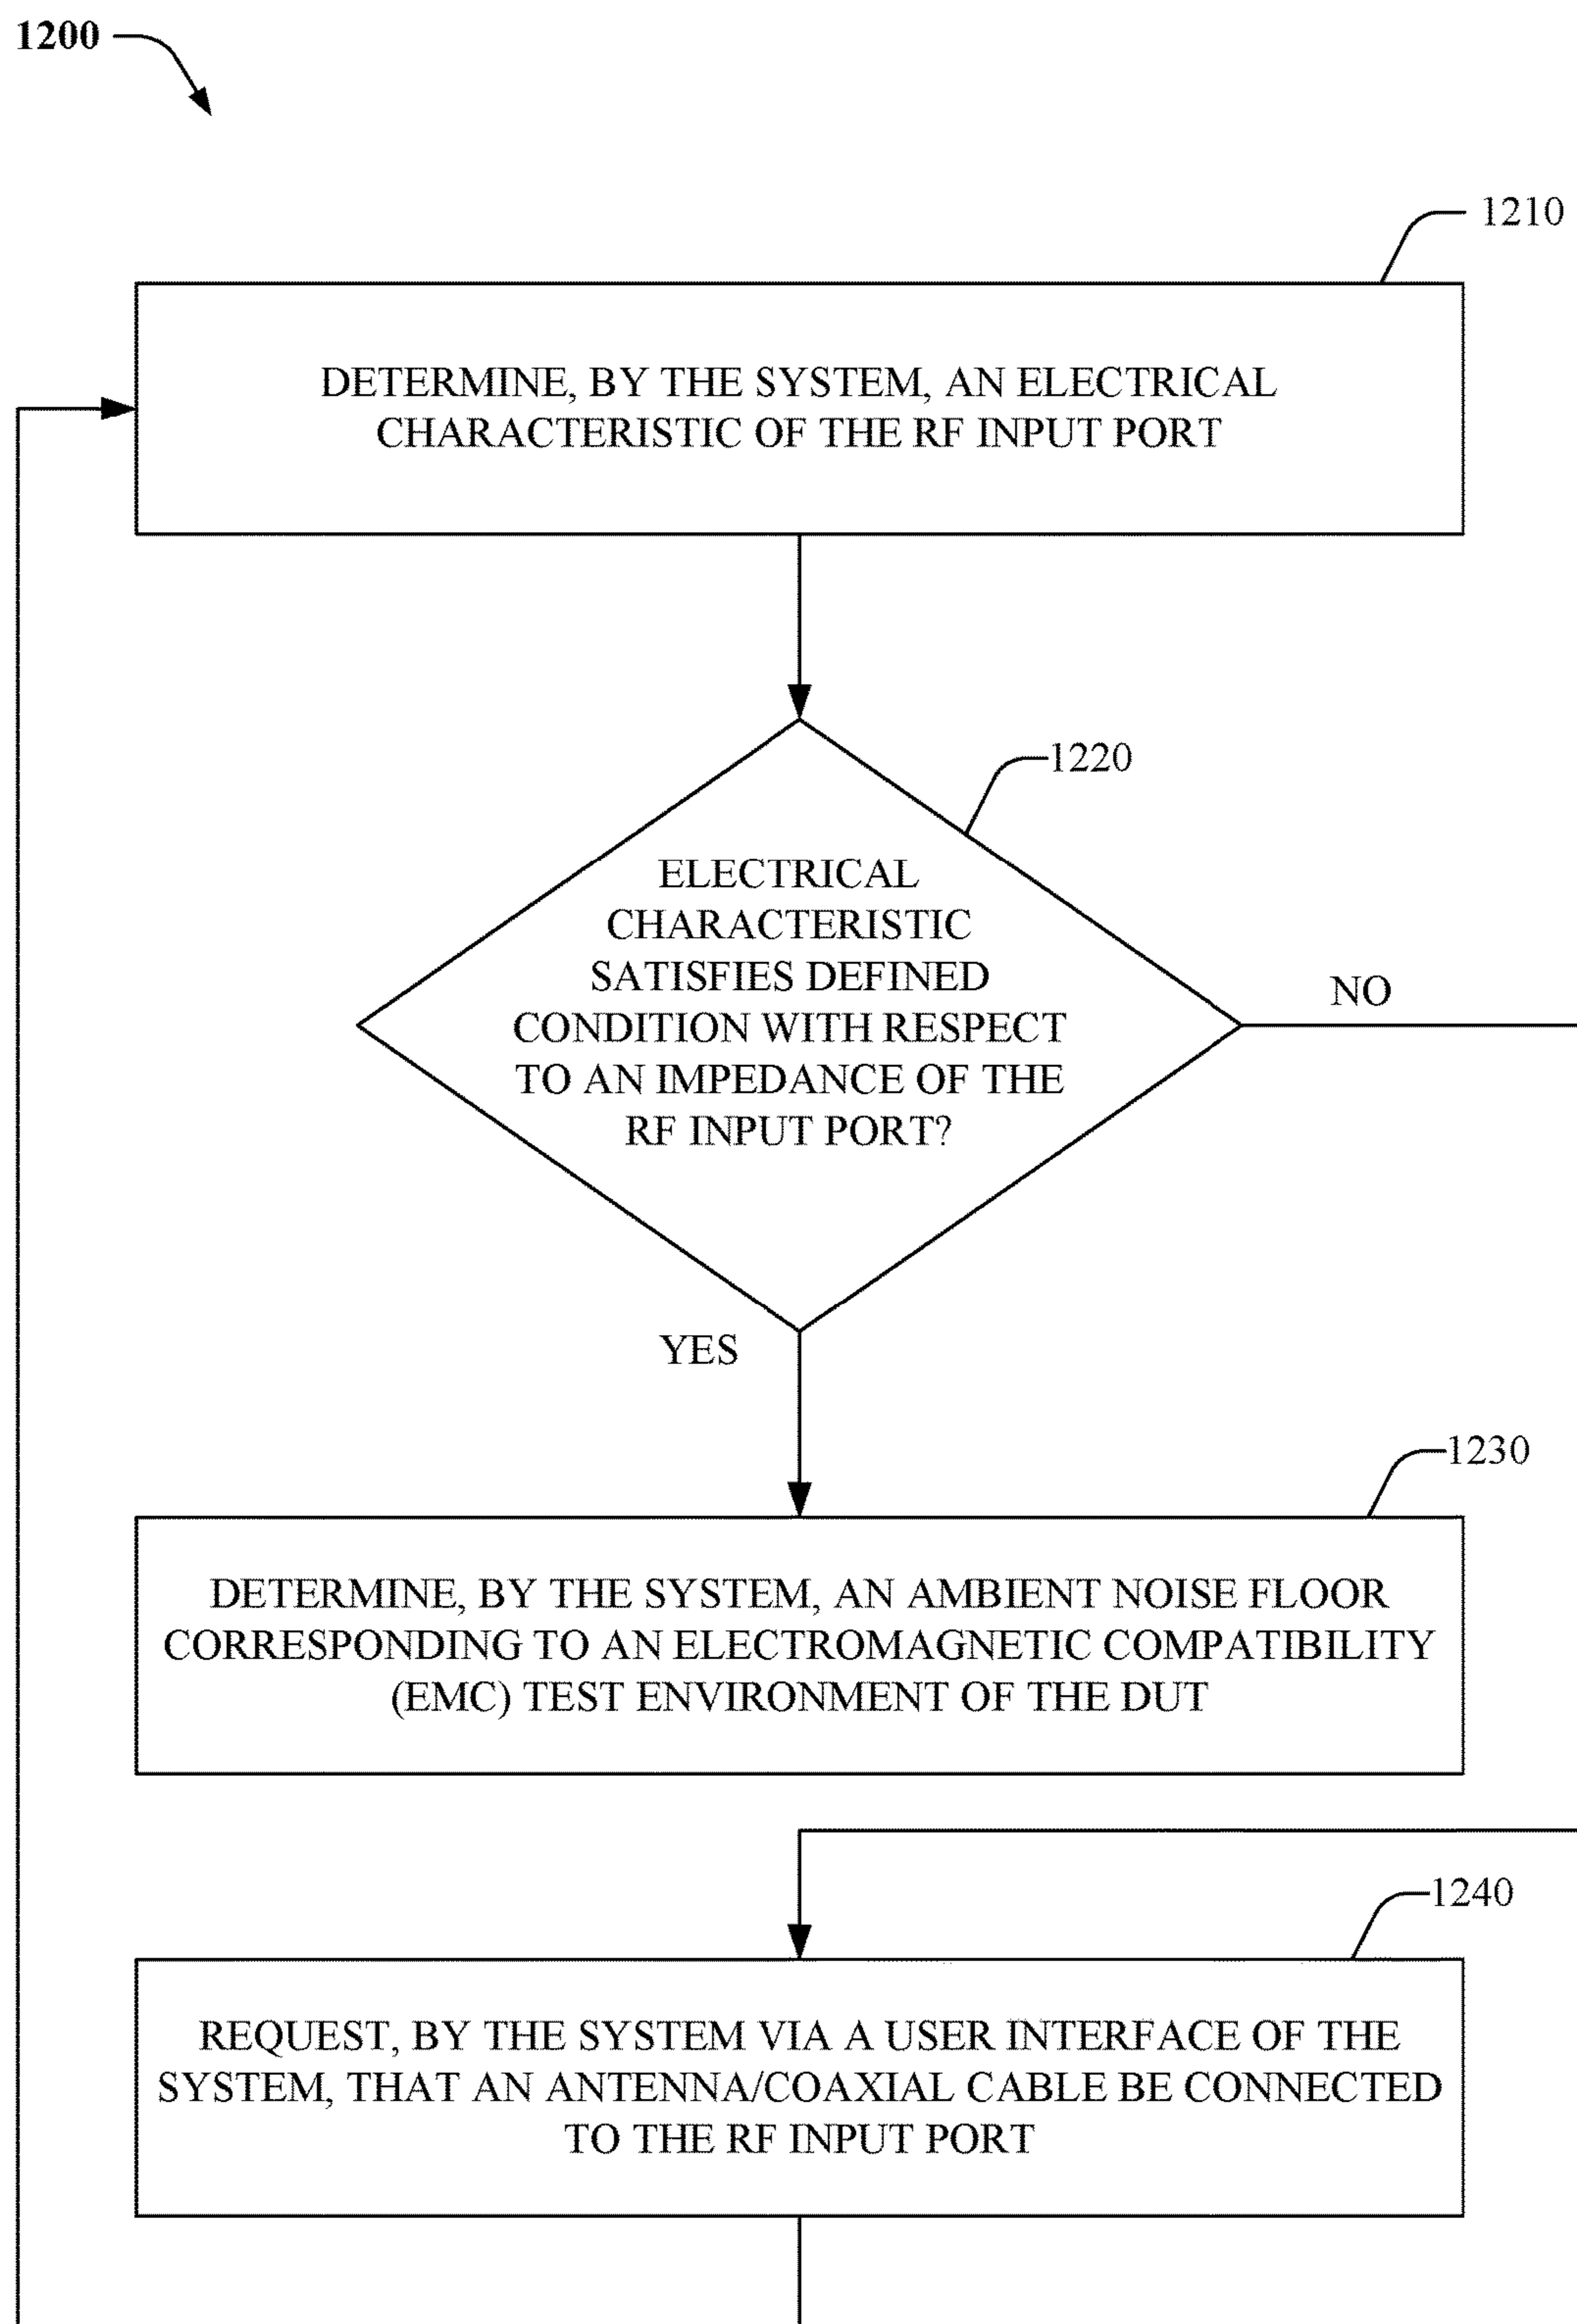 1200
1210
DETERMINE, BY THE SYSTEM, AN ELECTRICAL
CHARACTERISTIC OF THE RF INPUT PORT
1220
ELECTRICAL
CHARACTERISTIC
SATISFIES DEFINED
CONDITION WITH RESPECT
TO AN IMPEDANCE OF THE
RF INPUT PORT?
NO
YES
1230
DETERMINE, BY THE SYSTEM, AN AMBIENT NOISE FLOOR
CORRESPONDING TO AN ELECTROMAGNETIC COMPATIBILITY
(EMC) TEST ENVIRONMENT OF THE DUT
1240
REQUEST, BY THE SYSTEM VIA A USER INTERFACE OF THE
SYSTEM, THAT AN ANTENNA/COAXIAL CABLE BE CONNECTED
TO THE RF INPUT PORT